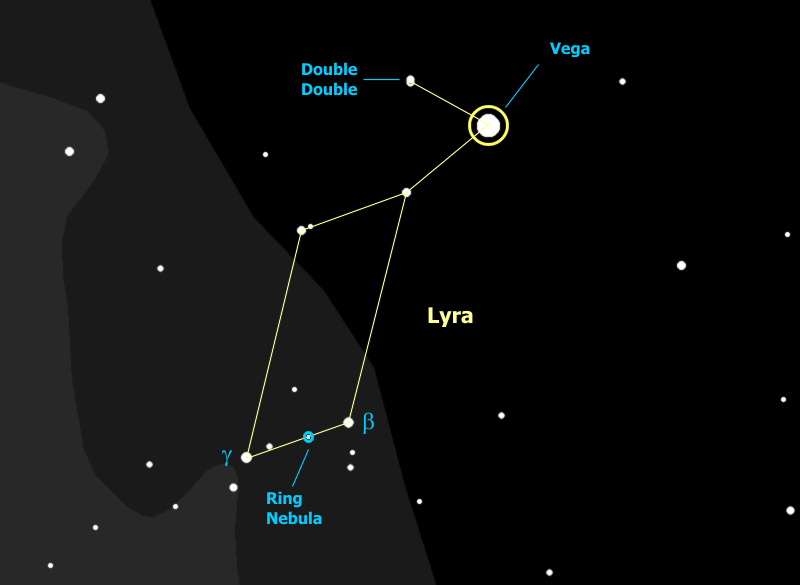 Vega
Double
Double
Lyra
β
γ
Ring
Nebula